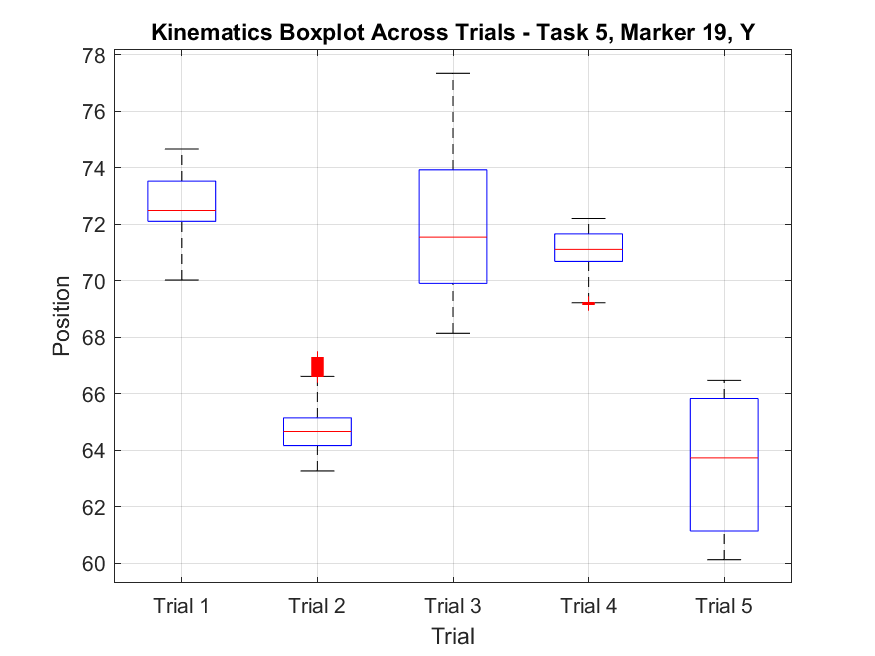 Kinematics Boxplot Across Trials - Task 5, Marker 19, Y
78
76
74
72
70
68
66
64
62
60
Position
Trial 1 Trial 2 Trial 3 Trial 4 Trial 5
Trial